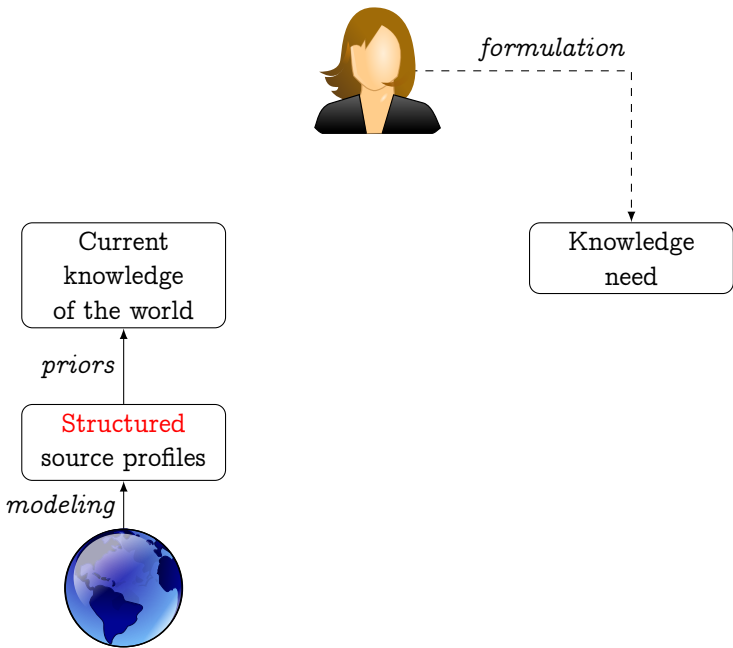 formulation
Current
knowledge
of the world
Knowledge
need
priors
Structured
source profiles
modeling